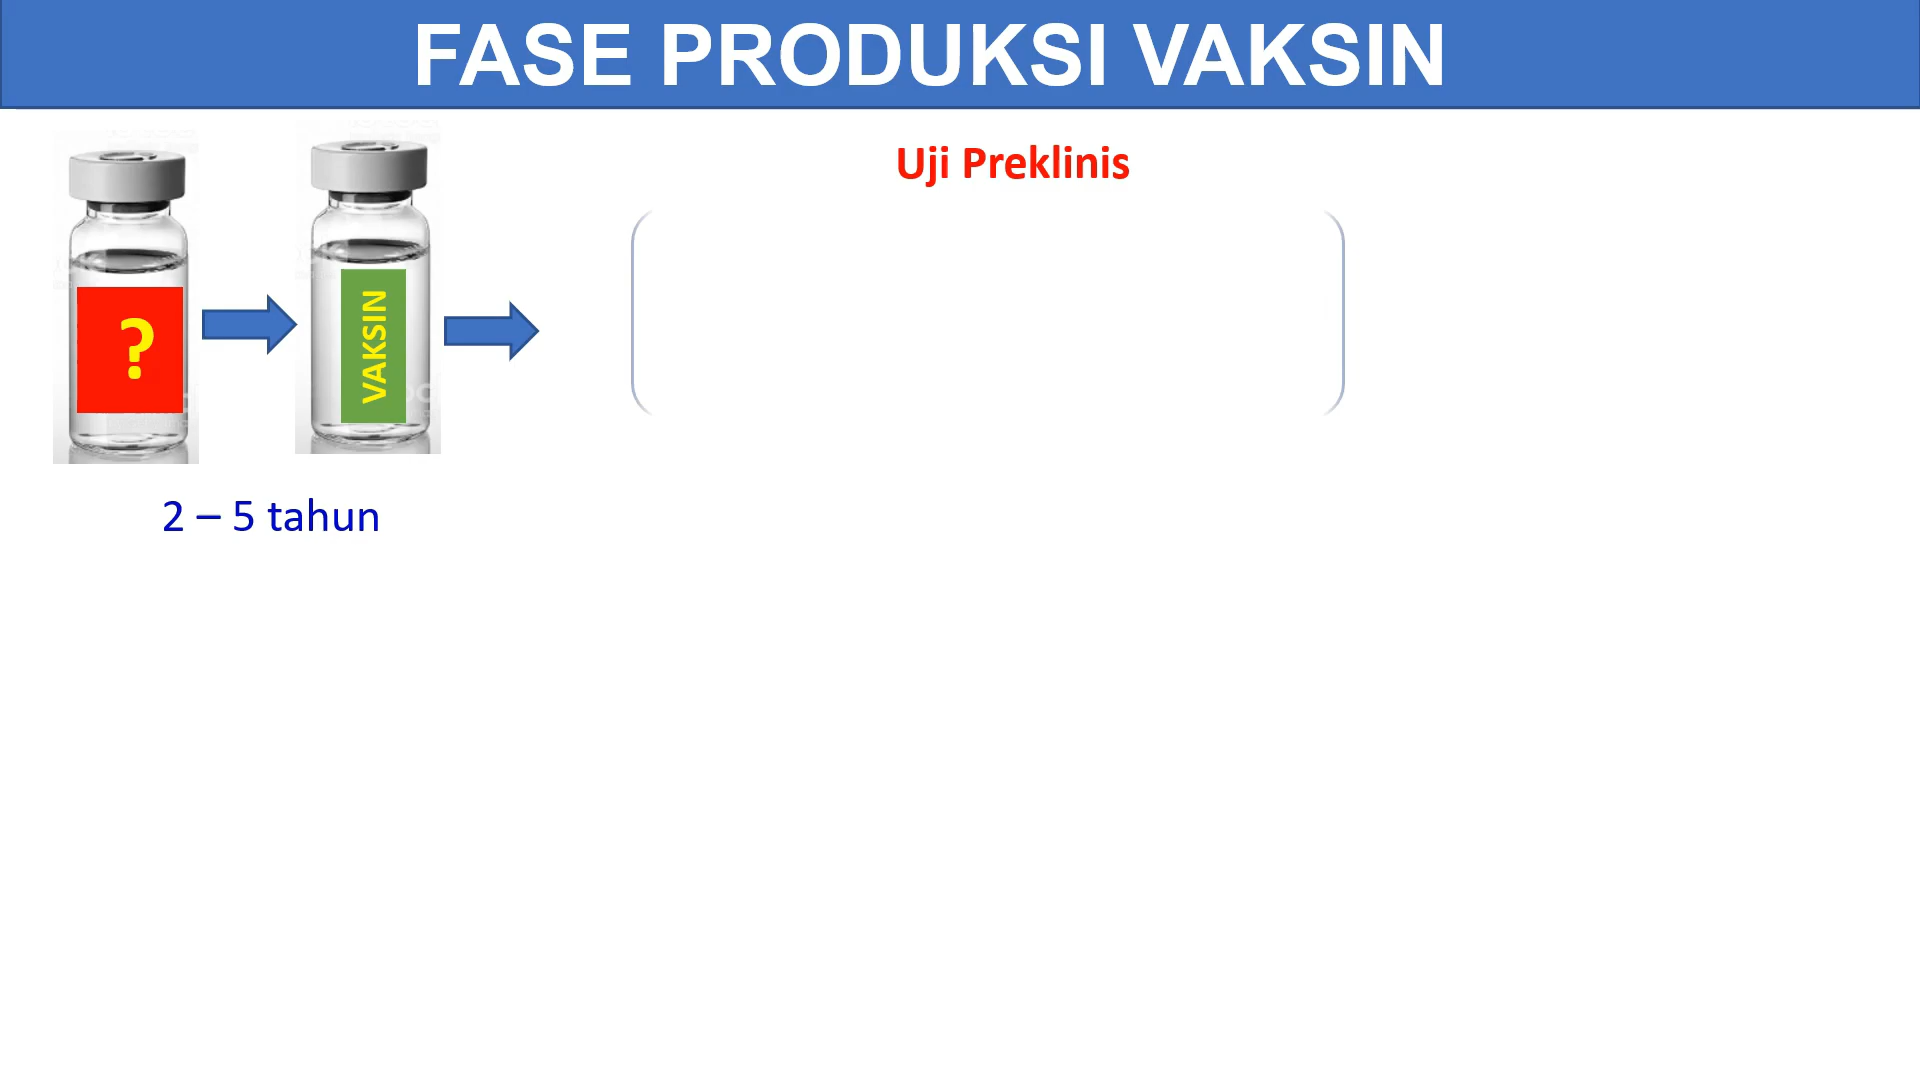 FASE PRODUKSI VAKSIN
Uji Preklinis
?
VAKSIN
2 – 5 tahun